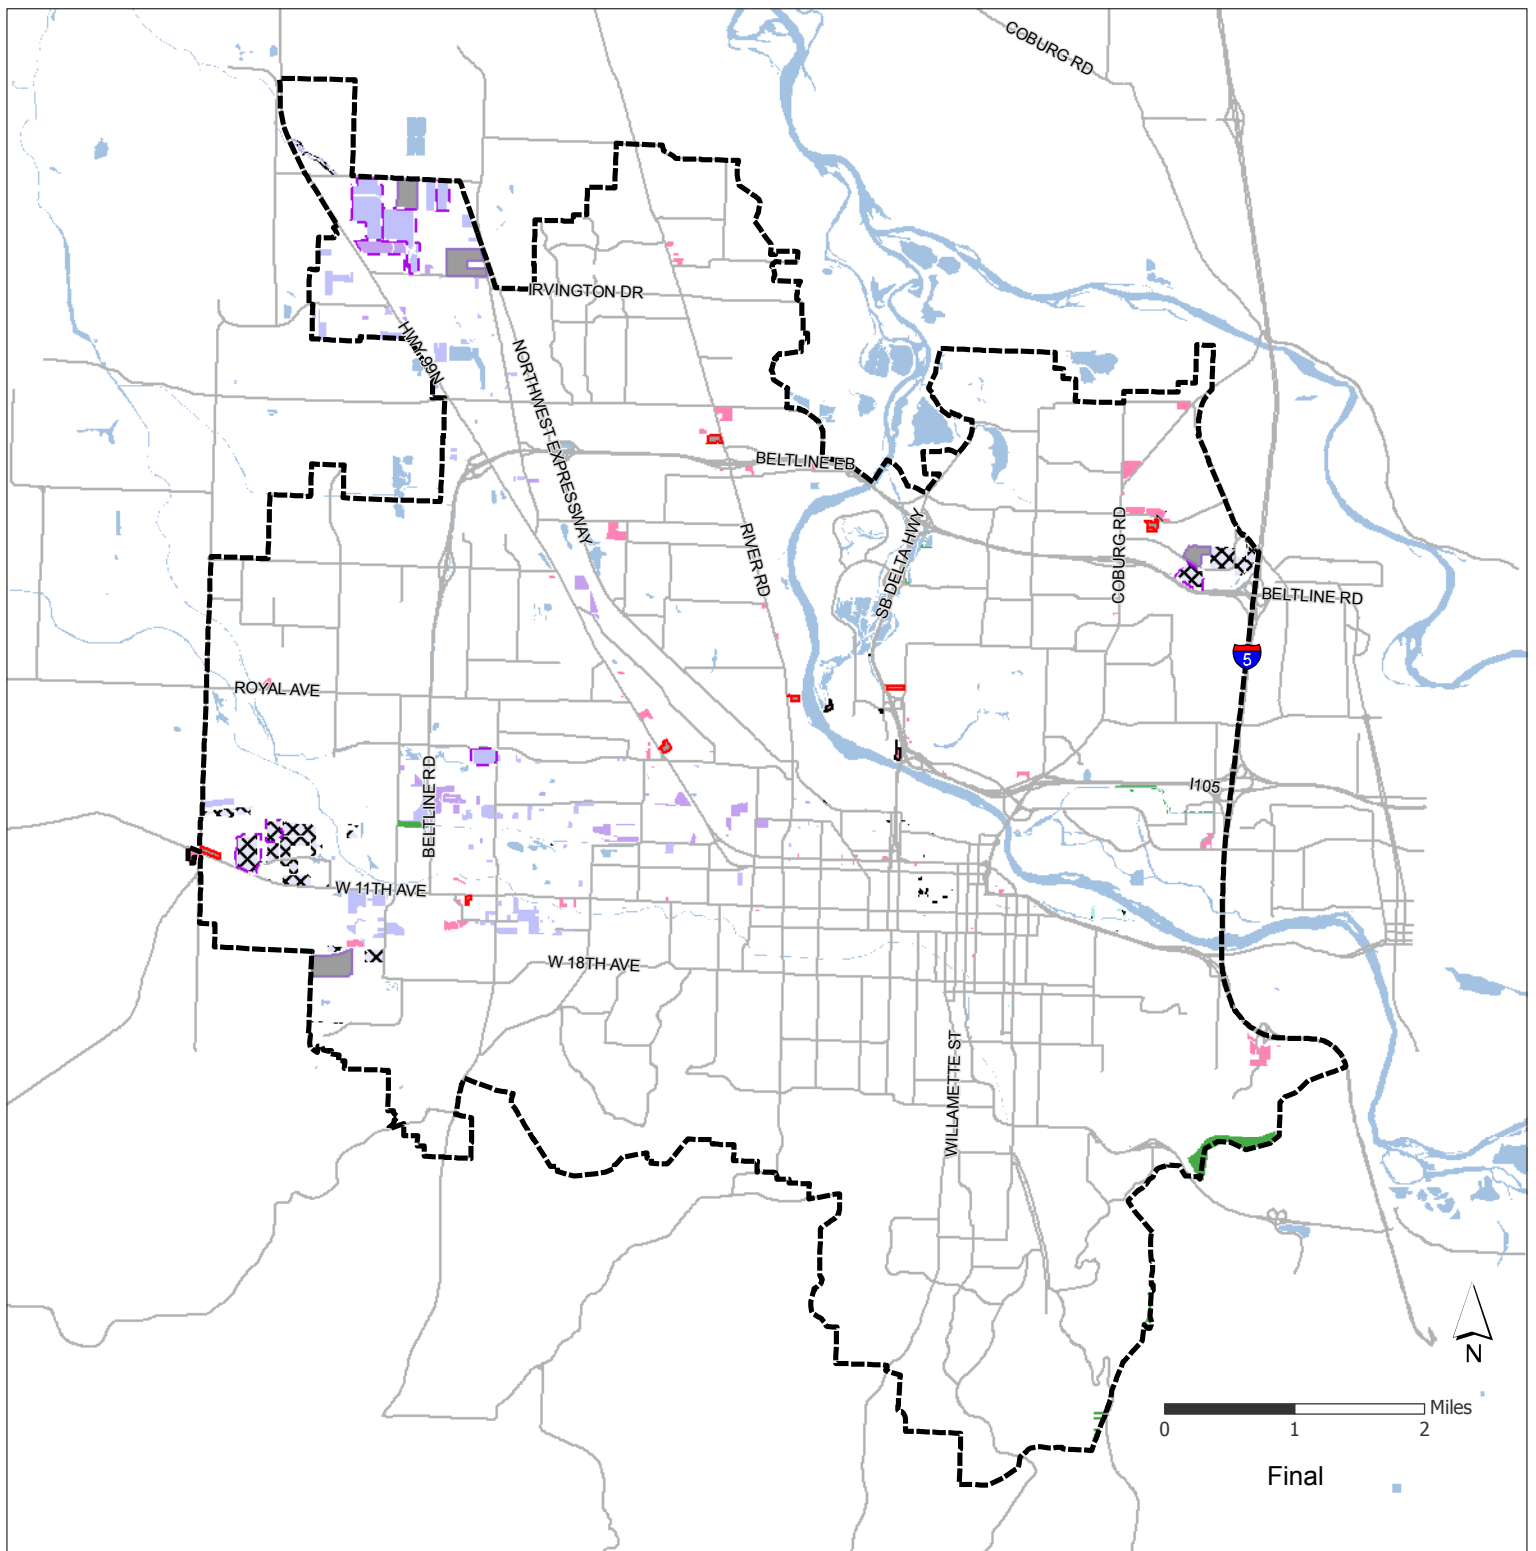 COBURG RD
IRVINGTON DR
HWY 99N
NORTHWEST EXPRESSWAY
BELTLINE EB
RIVER RD
SB DELTA HWY
COBURG RD
BELTLINE RD
5
ROYAL AVE
BELTLINE RD
I105
W 11TH AVE
W 18TH AVE
WILLAMETTE ST
N
Miles
0 1 2
Final